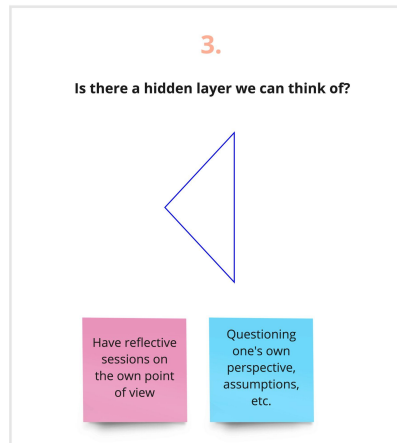 3.
Is there a hidden layer we can think of?
Have reflective
sessions on
the own point
of view
Questioning
one's own
perspective,
assumptions,
etc.